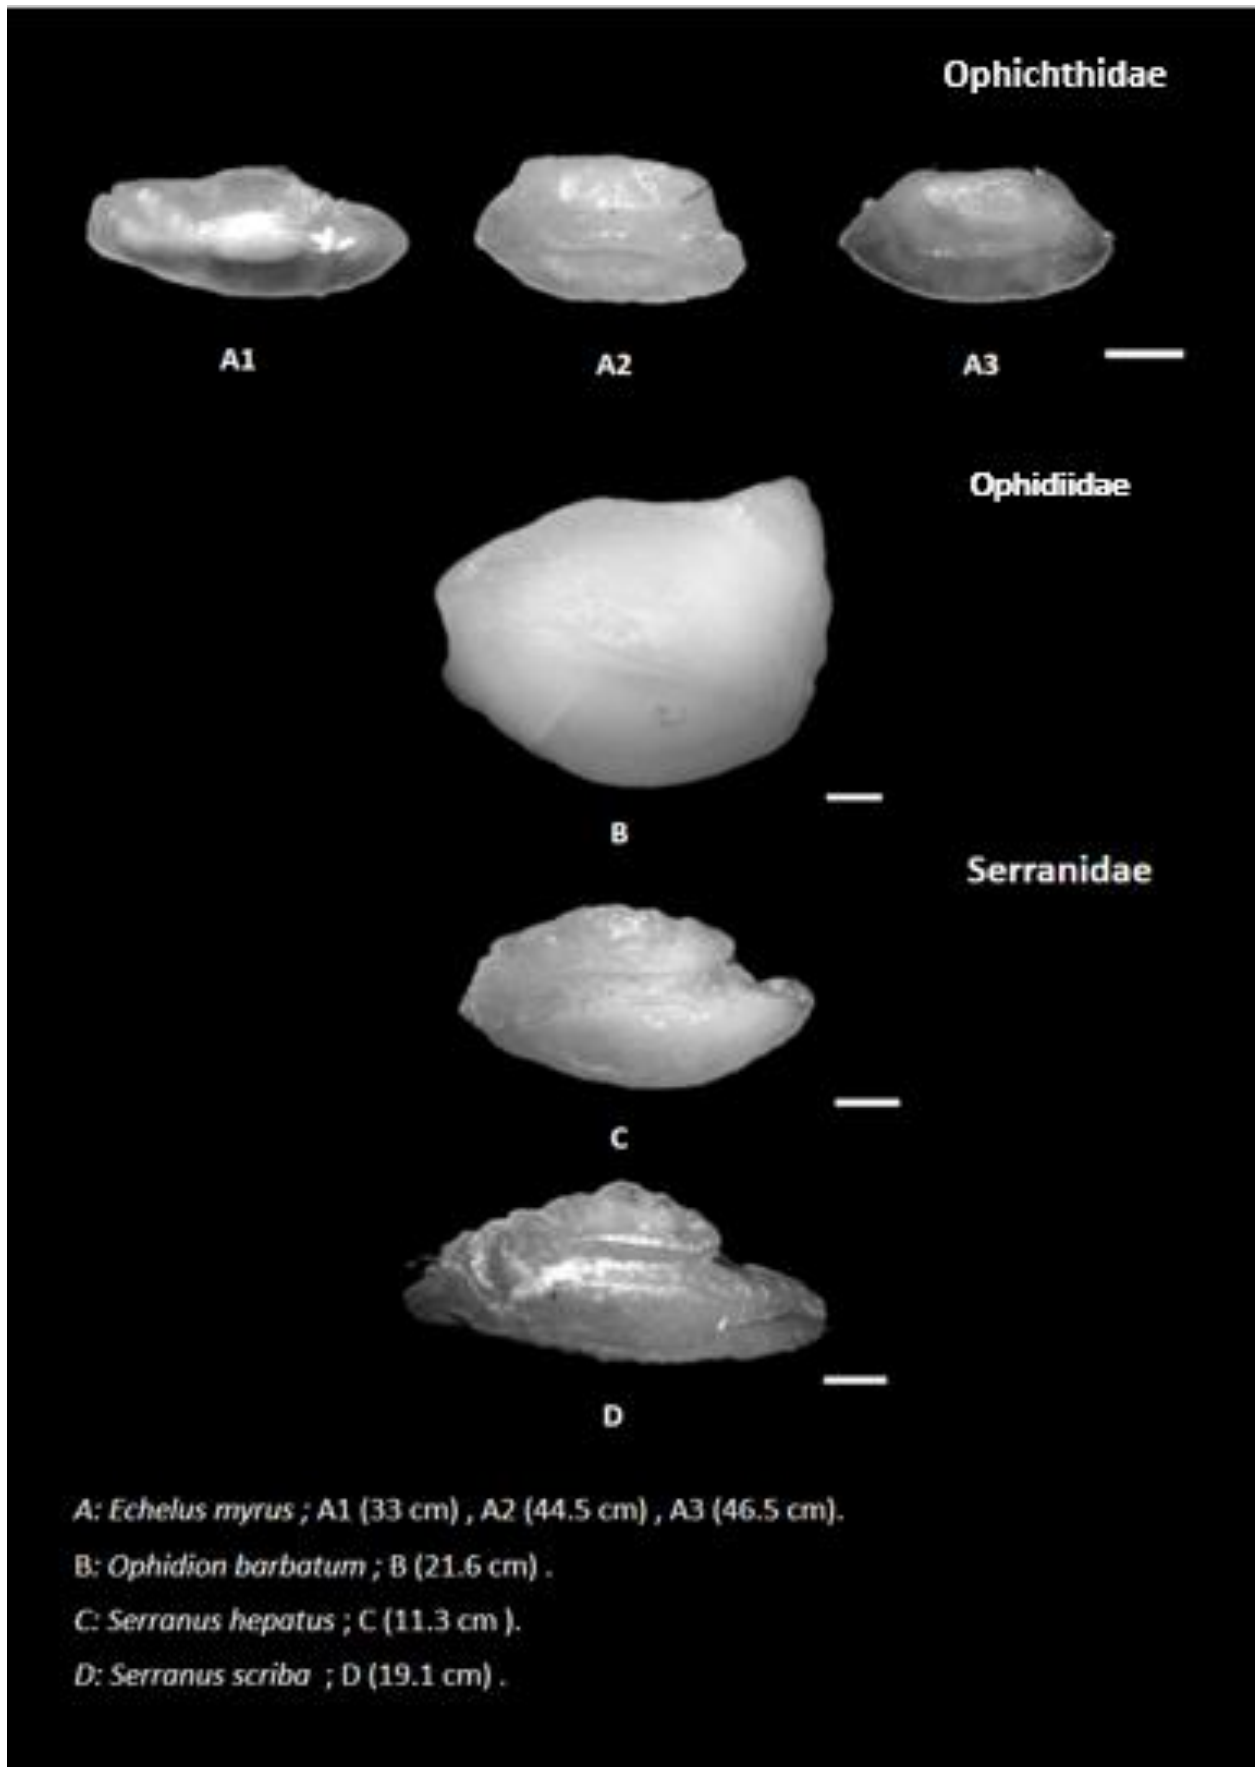 Ophichthidae
A1 A2 A3
Ophidiidae
B
Serranidae
C
D
A: Echelus myrus ; A1 (33 cm) , A2 (44.5 cm) , A3 (46.5 cm).
B: Ophidion barbatum ; B (21.6 cm) .
C: Serranus hepatus ; C (11.3 cm ).
D: Serranus scriba ; D (19.1 cm) .